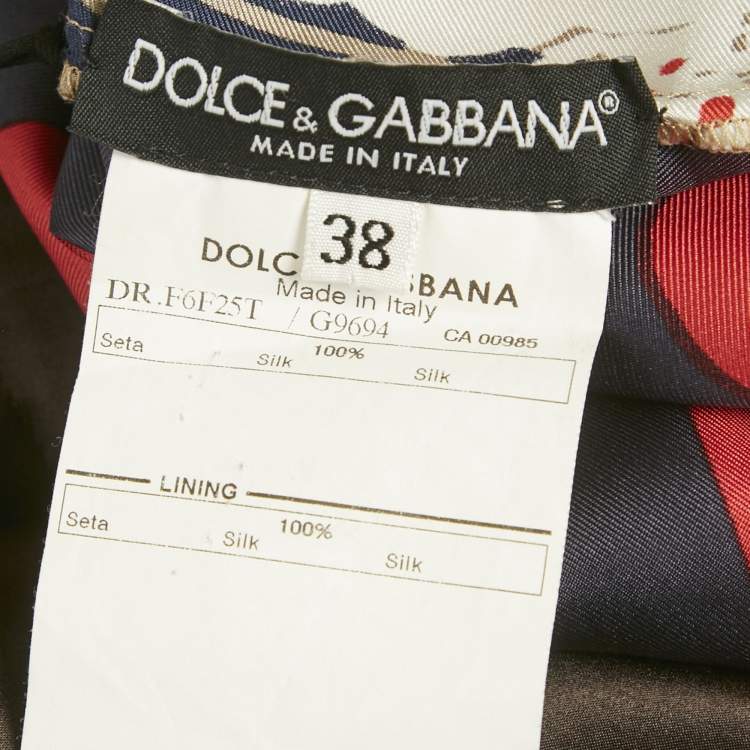 DOLCE & GABBANA®
MADE IN ITALY
38
DOLC BBANA
Made in Italy
DR.F6F25T / G9694 CA 00985
Seta Silk 100% Silk
LINING
Seta Silk 100% Silk